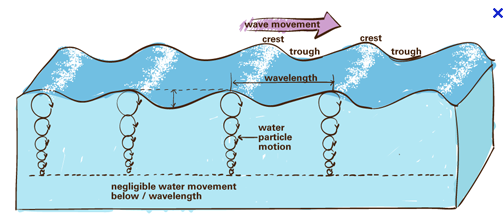 wave movement
crest
trough
crest
trough
wavelength
water
particle
motion
negligible water movement
below / wavelength